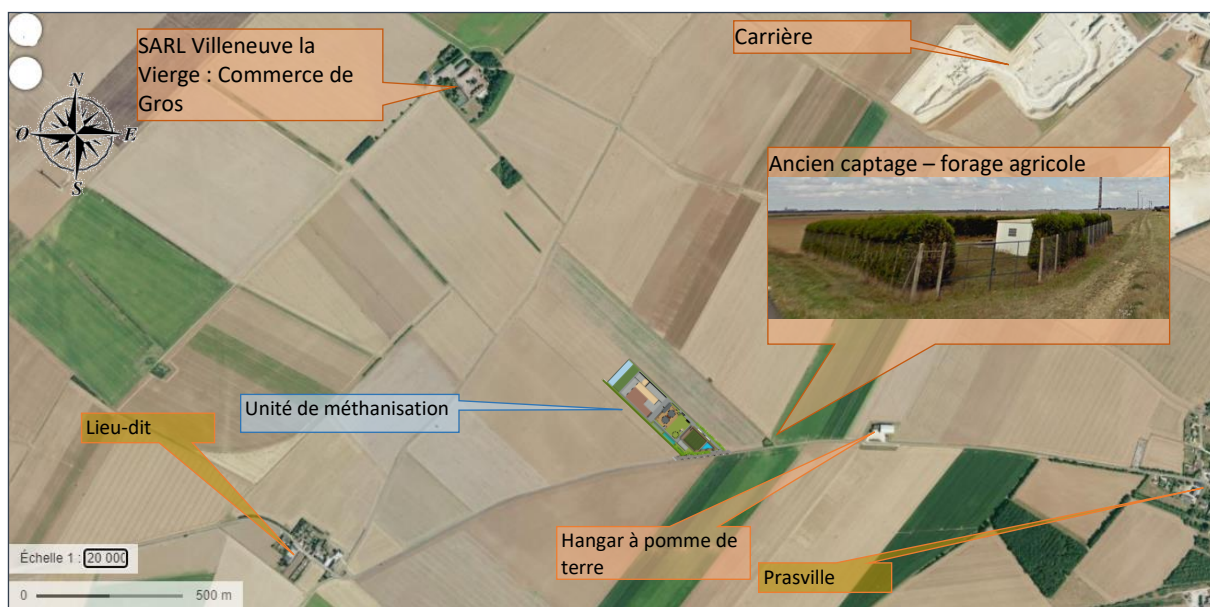 SARL Villeneuve la
Vierge : Commerce de
Gros
Carrière
N
O
E
S
Ancien captage – forage agricole
Unité de méthanisation
Lieu-dit
Hangar à pomme de
terre
Prasville
Échelle 1 : 20 000
0 500 m